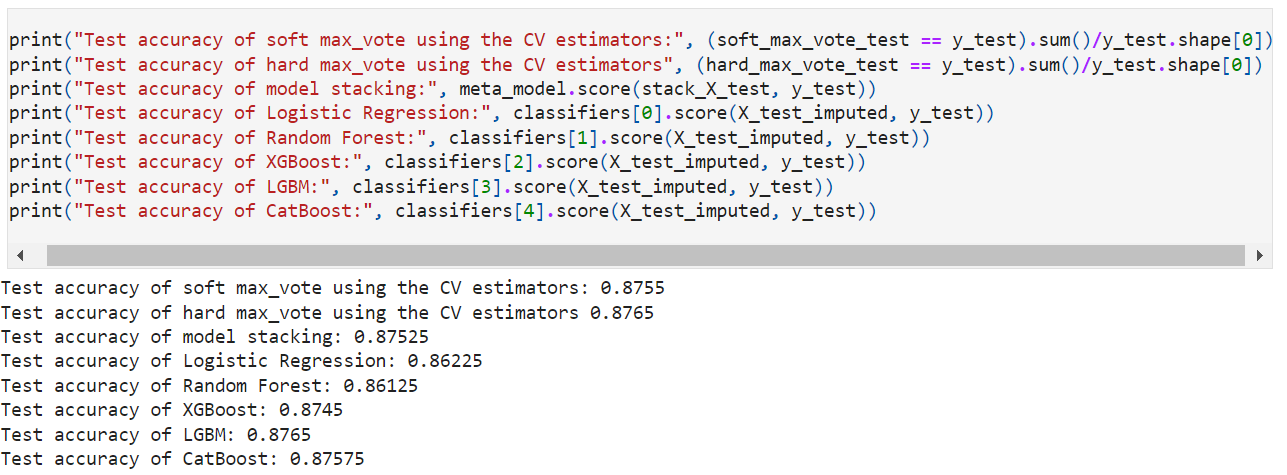 print("Test accuracy of soft max_vote using the CV estimators:", (soft_max_vote_test == y_test).sum()/y_test.shape[0])
print("Test accuracy of hard max_vote using the CV estimators", (hard_max_vote_test == y_test).sum()/y_test.shape[0])
print("Test accuracy of model stacking:", meta_model.score(stack_X_test, y_test))
print("Test accuracy of Logistic Regression:", classifiers[0].score(X_test_imputed, y_test))
print("Test accuracy of Random Forest:", classifiers[1].score(X_test_imputed, y_test))
print("Test accuracy of XGBoost:", classifiers[2].score(X_test_imputed, y_test))
print("Test accuracy of LGBM:", classifiers[3].score(X_test_imputed, y_test))
print("Test accuracy of CatBoost:", classifiers[4].score(X_test_imputed, y_test))
Test accuracy of soft max_vote using the CV estimators: 0.8755
Test accuracy of hard max_vote using the CV estimators 0.8765
Test accuracy of model stacking: 0.87525
Test accuracy of Logistic Regression: 0.86225
Test accuracy of Random Forest: 0.86125
Test accuracy of XGBoost: 0.8745
Test accuracy of LGBM: 0.8765
Test accuracy of CatBoost: 0.87575